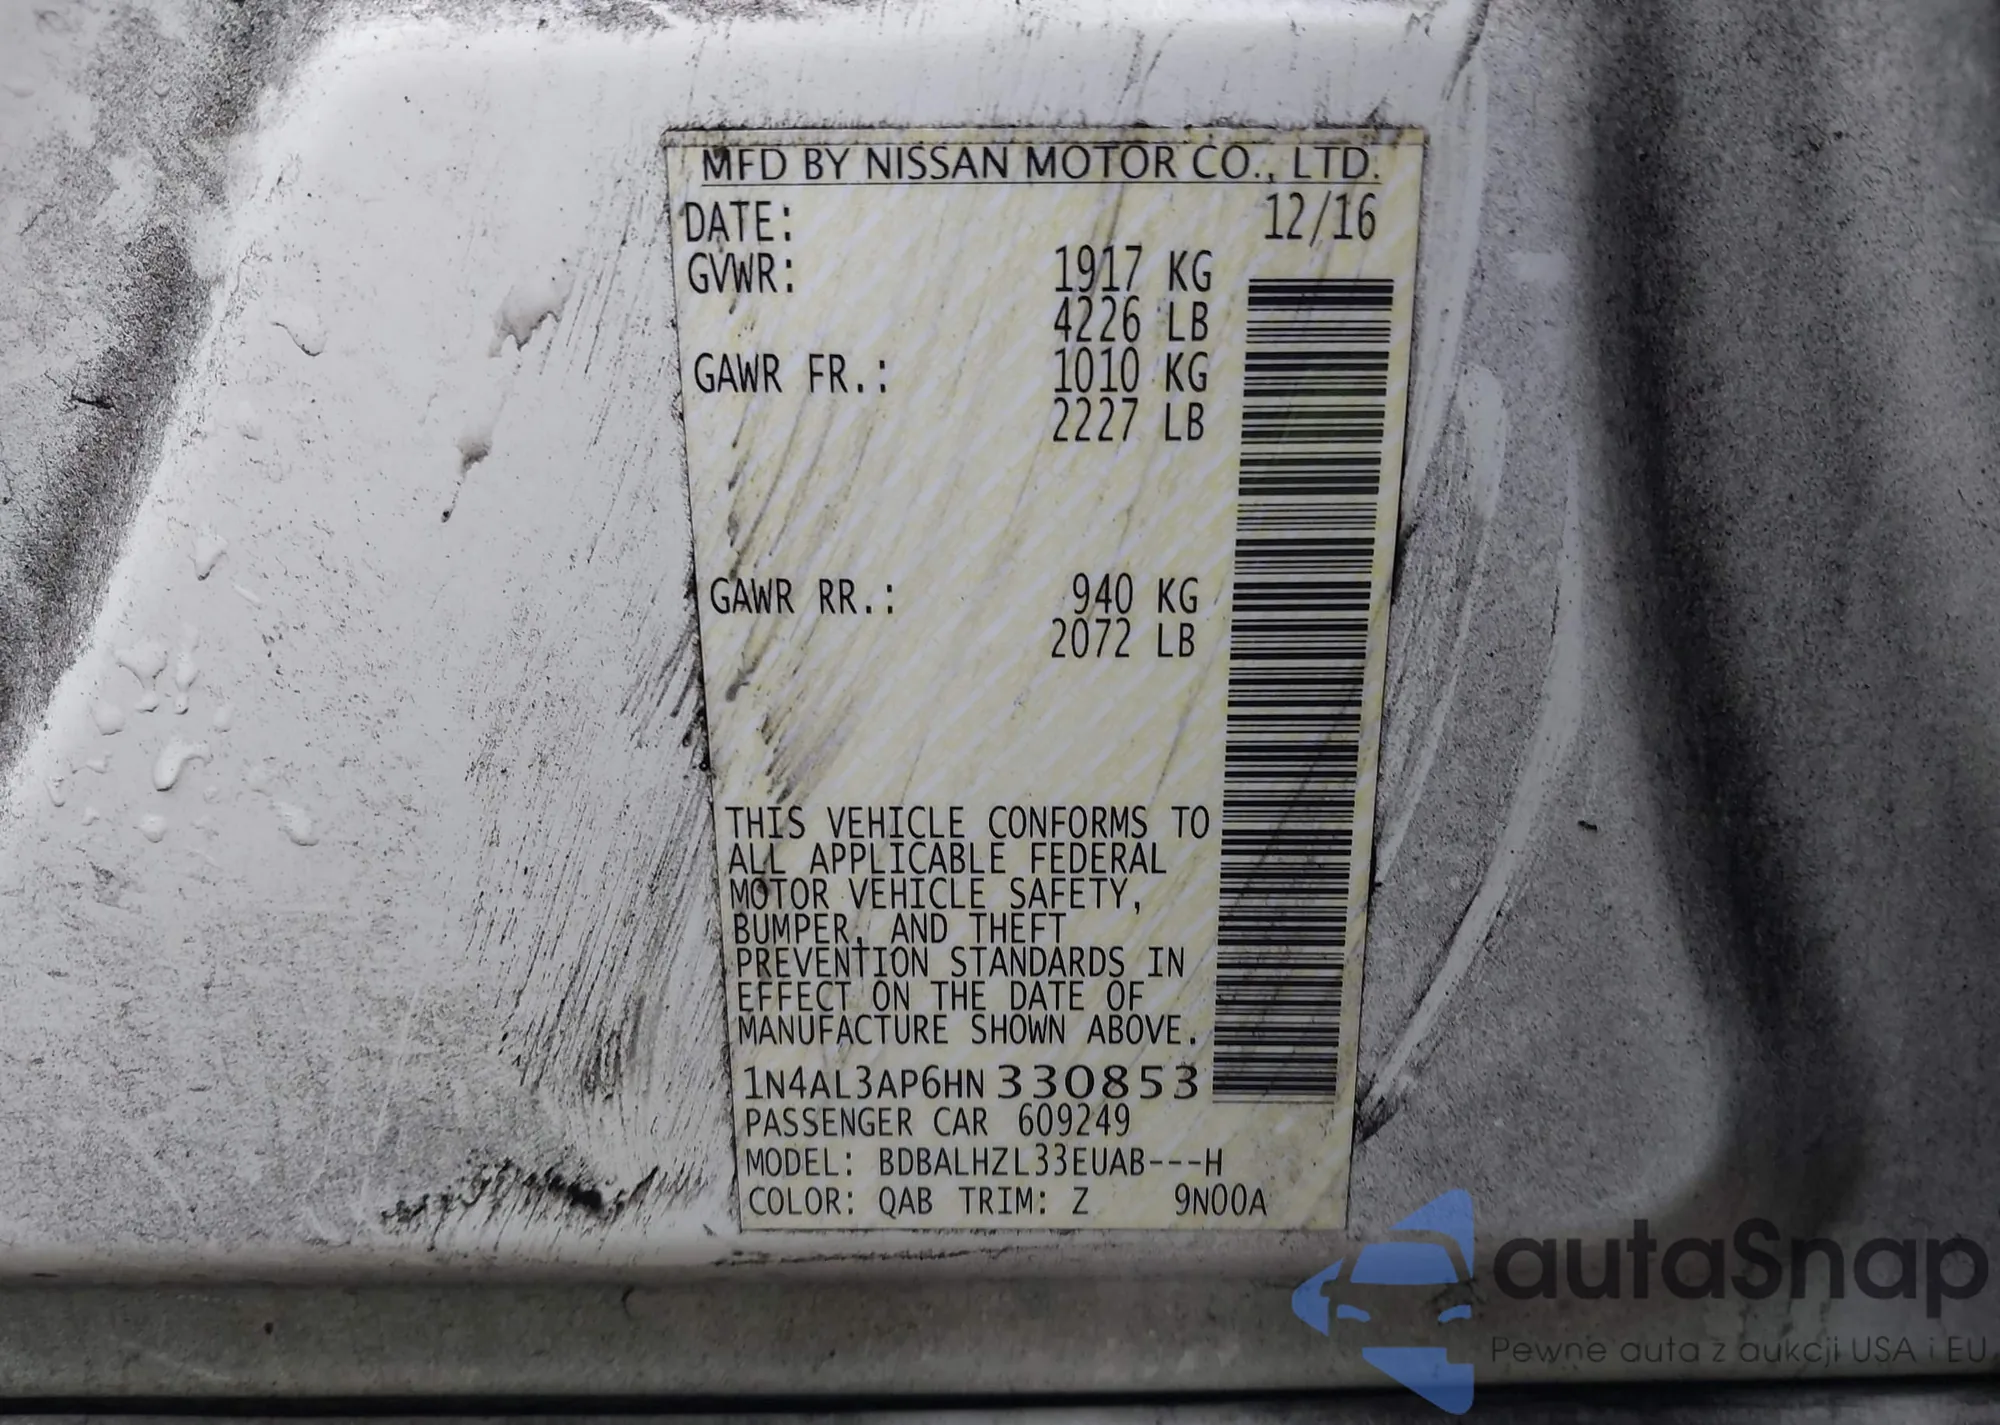 MFD BY NISSAN MOTOR CO., LTD.
DATE: 12/16
GVWR: 1917 KG
4226 LB
GAWR FR.: 1010 KG
2227 LB
GAWR RR.: 940 KG
2072 LB
THIS VEHICLE CONFORMS TO
ALL APPLICABLE FEDERAL
MOTOR VEHICLE SAFETY,
BUMPER, AND THEFT
PREVENTION STANDARDS IN
EFFECT ON THE DATE OF
MANUFACTURE SHOWN ABOVE.
1N4AL3AP6HN330853
PASSENGER CAR 609249
MODEL: BDBALHZL33EUAB---H
COLOR: QAB TRIM: Z 9N00A
autaSnap
Pewne auta z aukcji USA i EU